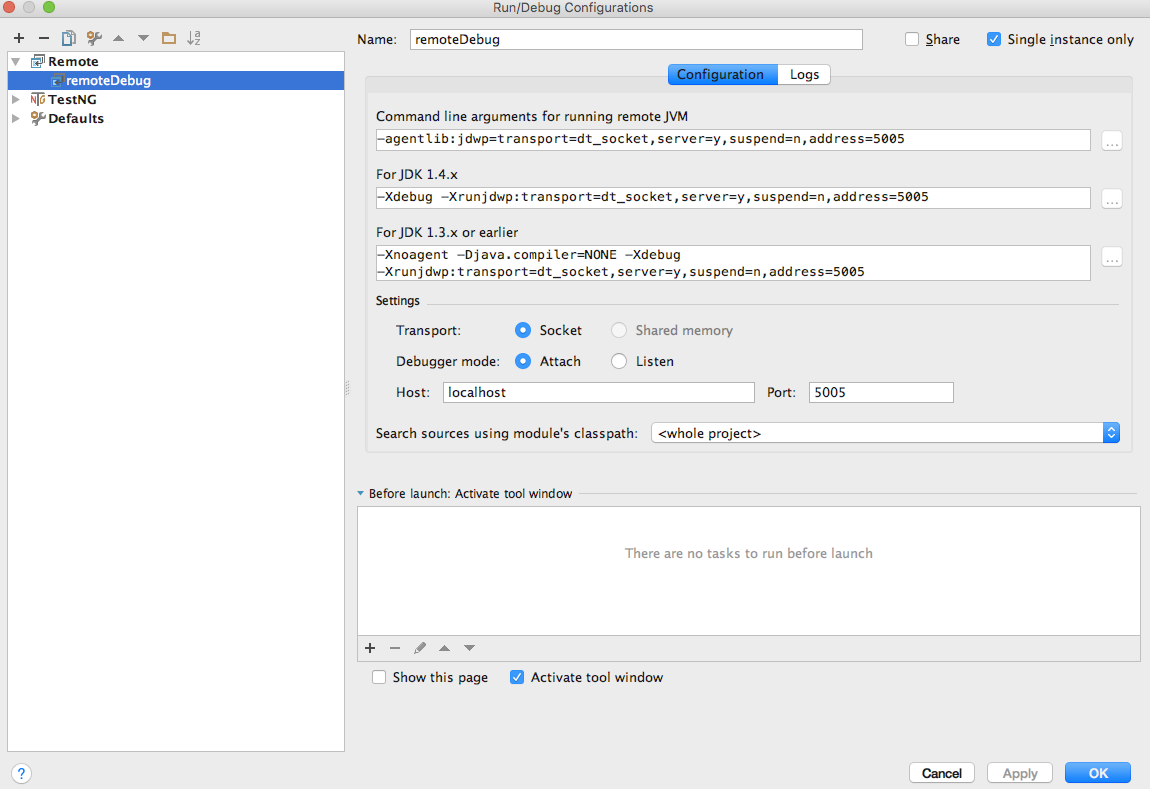 Run/Debug Configurations
Name: remoteDebug Share Single instance only
Remote
remoteDebug
TestNG
Defaults
Configuration Logs
Command line arguments for running remote JVM
-agentlib:jdwp=transport=dt_socket,server=y,suspend=n,address=5005
...
For JDK 1.4.x
-Xdebug -Xrunjdwp:transport=dt_socket,server=y,suspend=n,address=5005
...
For JDK 1.3.x or earlier
-Xnoagent -Djava.compiler=NONE -Xdebug
-Xrunjdwp:transport=dt_socket,server=y,suspend=n,address=5005
...
Settings
Transport: Socket Shared memory
Debugger mode: Attach Listen
Host: localhost Port: 5005
Search sources using module's classpath: <whole project>
Before launch: Activate tool window
There are no tasks to run before launch
Show this page Activate tool window
? Cancel Apply OK